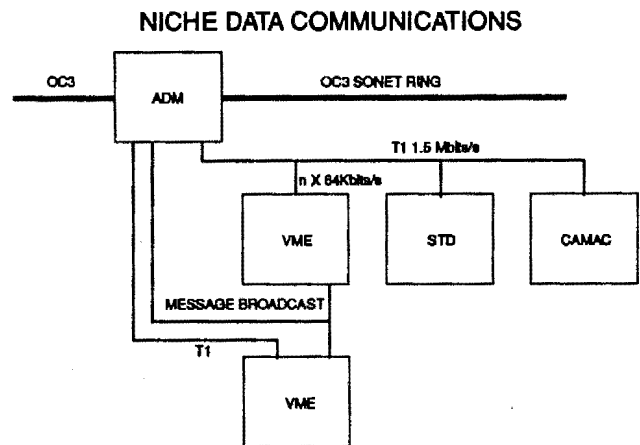 NICHE DATA COMMUNICATIONS
OC3
OC3 SONET RING
ADM
T1 1.5 Mbits/s
n X 64Kbits/s
VME
STD
CAMAC
MESSAGE BROADCAST
T1
VME